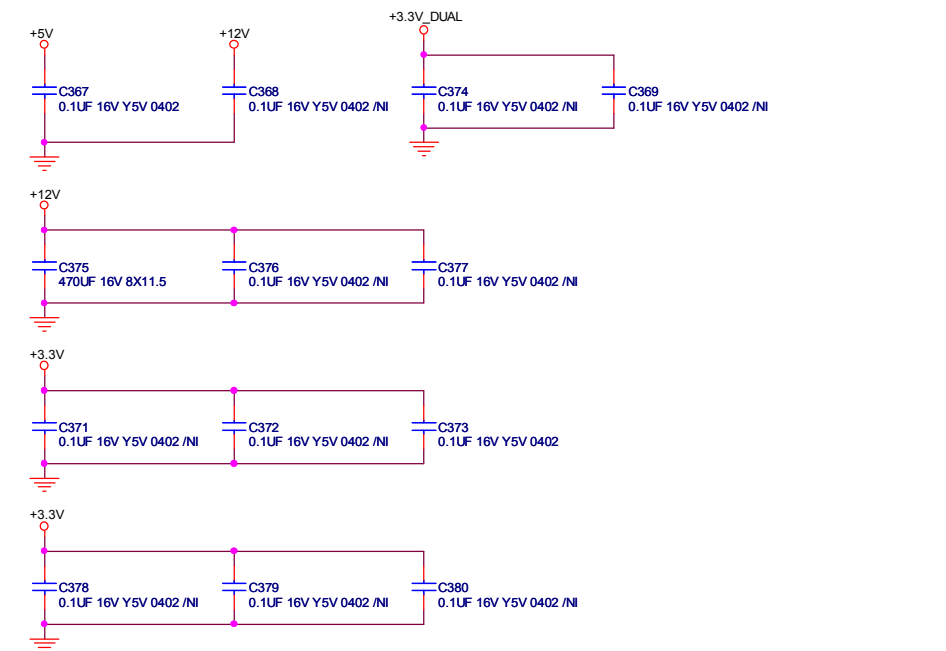 +3.3V_DUAL
+5V
+12V
C367
0.1UF 16V Y5V 0402
C368
0.1UF 16V Y5V 0402 /NI
C374
0.1UF 16V Y5V 0402 /NI
C369
0.1UF 16V Y5V 0402 /NI
+12V
C375
470UF 16V 8X11.5
C376
0.1UF 16V Y5V 0402 /NI
C377
0.1UF 16V Y5V 0402 /NI
+3.3V
C371
0.1UF 16V Y5V 0402 /NI
C372
0.1UF 16V Y5V 0402 /NI
C373
0.1UF 16V Y5V 0402
+3.3V
C378
0.1UF 16V Y5V 0402 /NI
C379
0.1UF 16V Y5V 0402 /NI
C380
0.1UF 16V Y5V 0402 /NI